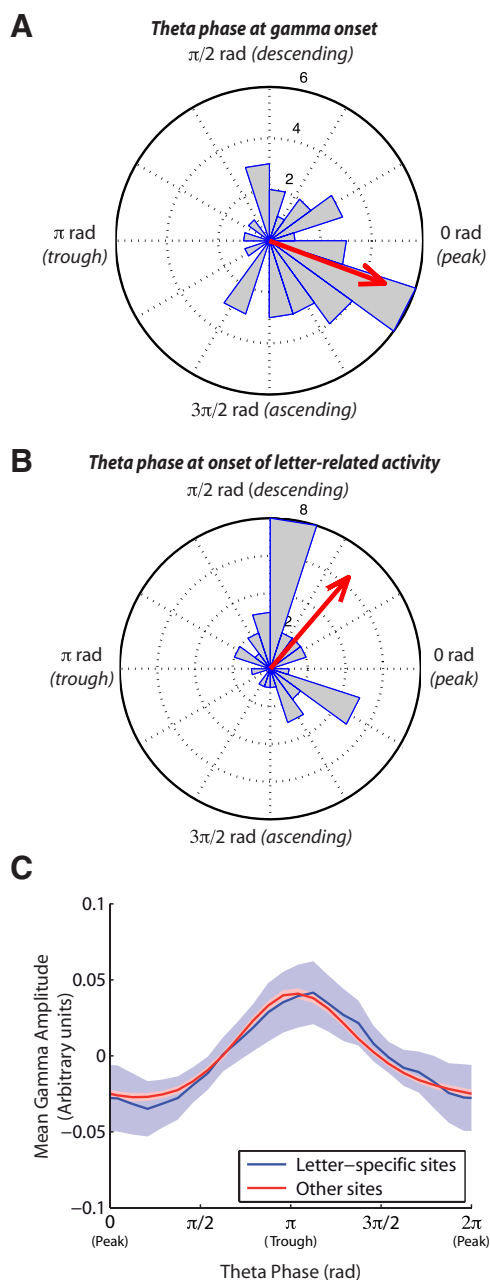 A
Theta phase at gamma onset
π/2 rad (descending)
6
4
2
π rad
(trough)
0 rad
(peak)
3π/2 rad (ascending)
B
Theta phase at onset of letter-related activity
π/2 rad (descending)
8
2
π rad
(trough)
0 rad
(peak)
3π/2 rad (ascending)
C
0.1
0.05
0
−0.05
−0.1
Mean Gamma Amplitude
(Arbitrary units)
Letter−specific sites
Other sites
0 π/2 π 3π/2 2π
(Peak) (Trough) (Peak)
Theta Phase (rad)